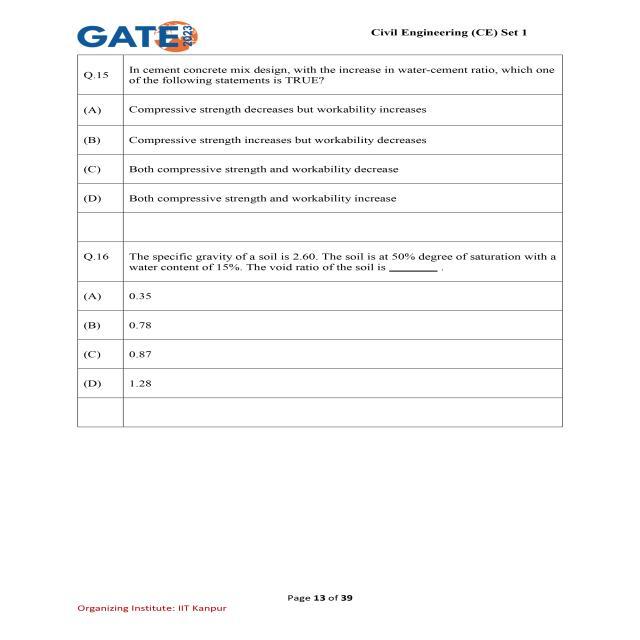 GATE 2023
Civil Engineering (CE) Set 1
Q.15 In cement concrete mix design, with the increase in water-cement ratio, which one
of the following statements is TRUE?
(A) Compressive strength decreases but workability increases
(B) Compressive strength increases but workability decreases
(C) Both compressive strength and workability decrease
(D) Both compressive strength and workability increase
Q.16 The specific gravity of a soil is 2.60. The soil is at 50% degree of saturation with a
water content of 15%. The void ratio of the soil is ________ .
(A) 0.35
(B) 0.78
(C) 0.87
(D) 1.28
Page 13 of 39
Organizing Institute: IIT Kanpur